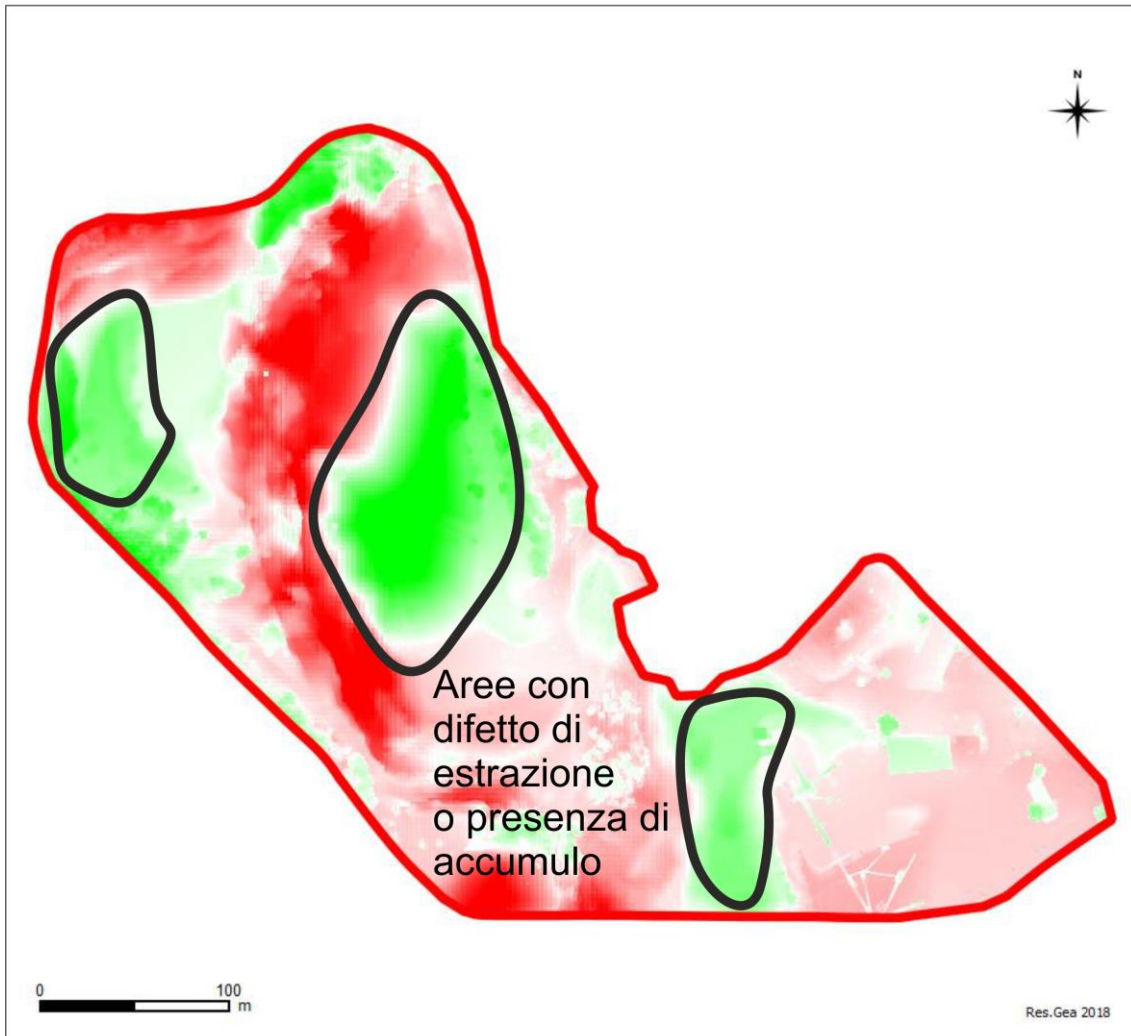 N
Aree con
difetto di
estrazione
o presenza di
accumulo
0 100
m
Res.Gea 2018